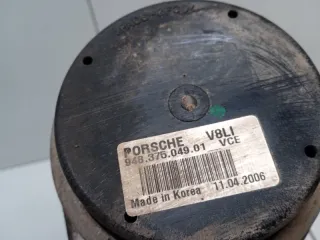 PORSCHE V8LI
948.375.049.01 VCE
Made in Korea 11.04.2006